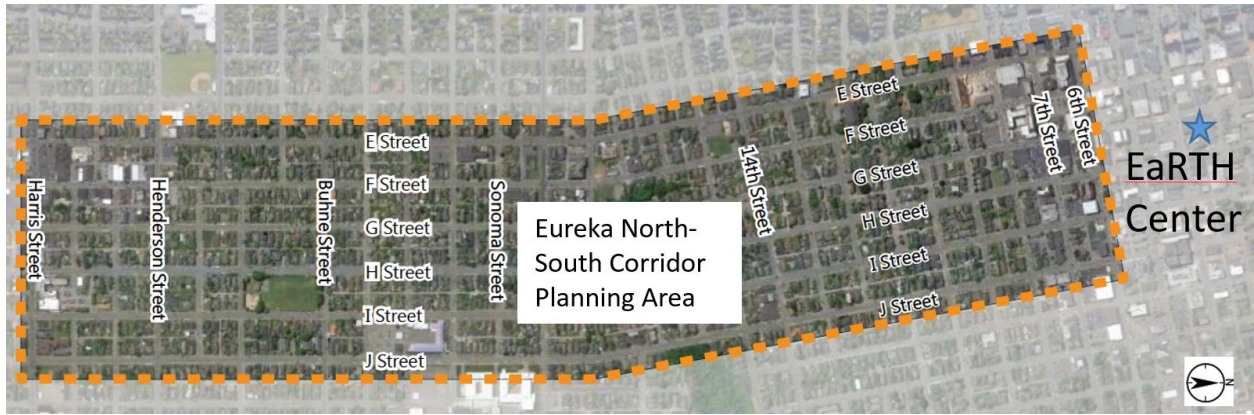 E Street
F Street
G Street
H Street
I Street
J Street
Harris Street
Henderson Street
Buhne Street
Sonoma Street
Eureka North-
South Corridor
Planning Area
14th Street
E Street
F Street
G Street
H Street
I Street
J Street
7th Street
6th Street
EaRTH
Center
N